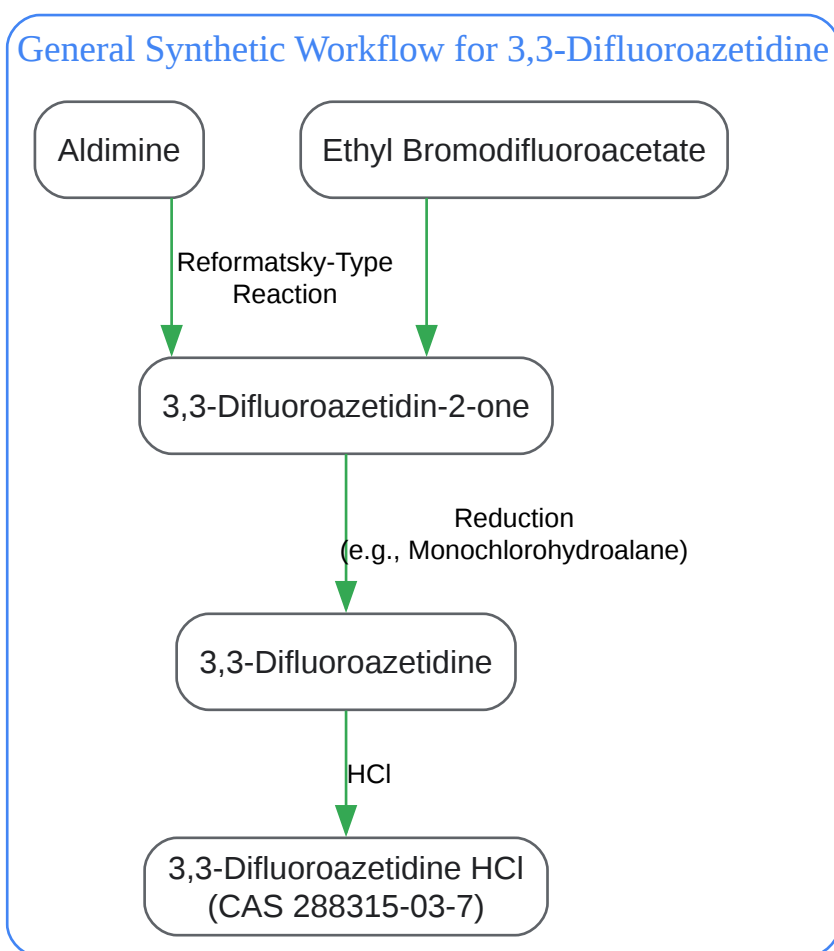 General Synthetic Workflow for 3,3-Difluoroazetidine
Aldimine
Ethyl Bromodifluoroacetate
Reformatsky-Type
Reaction
3,3-Difluoroazetidin-2-one
Reduction
(e.g., Monochlorohydroalane)
3,3-Difluoroazetidine
HCl
3,3-Difluoroazetidine HCl
(CAS 288315-03-7)